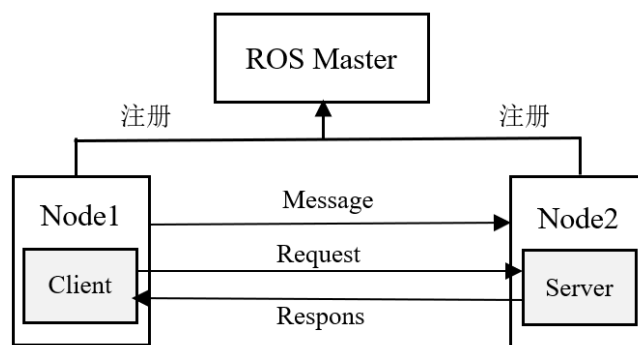 ROS Master
注册
注册
Node1
Message
Node2
Request
Client
Server
Respons